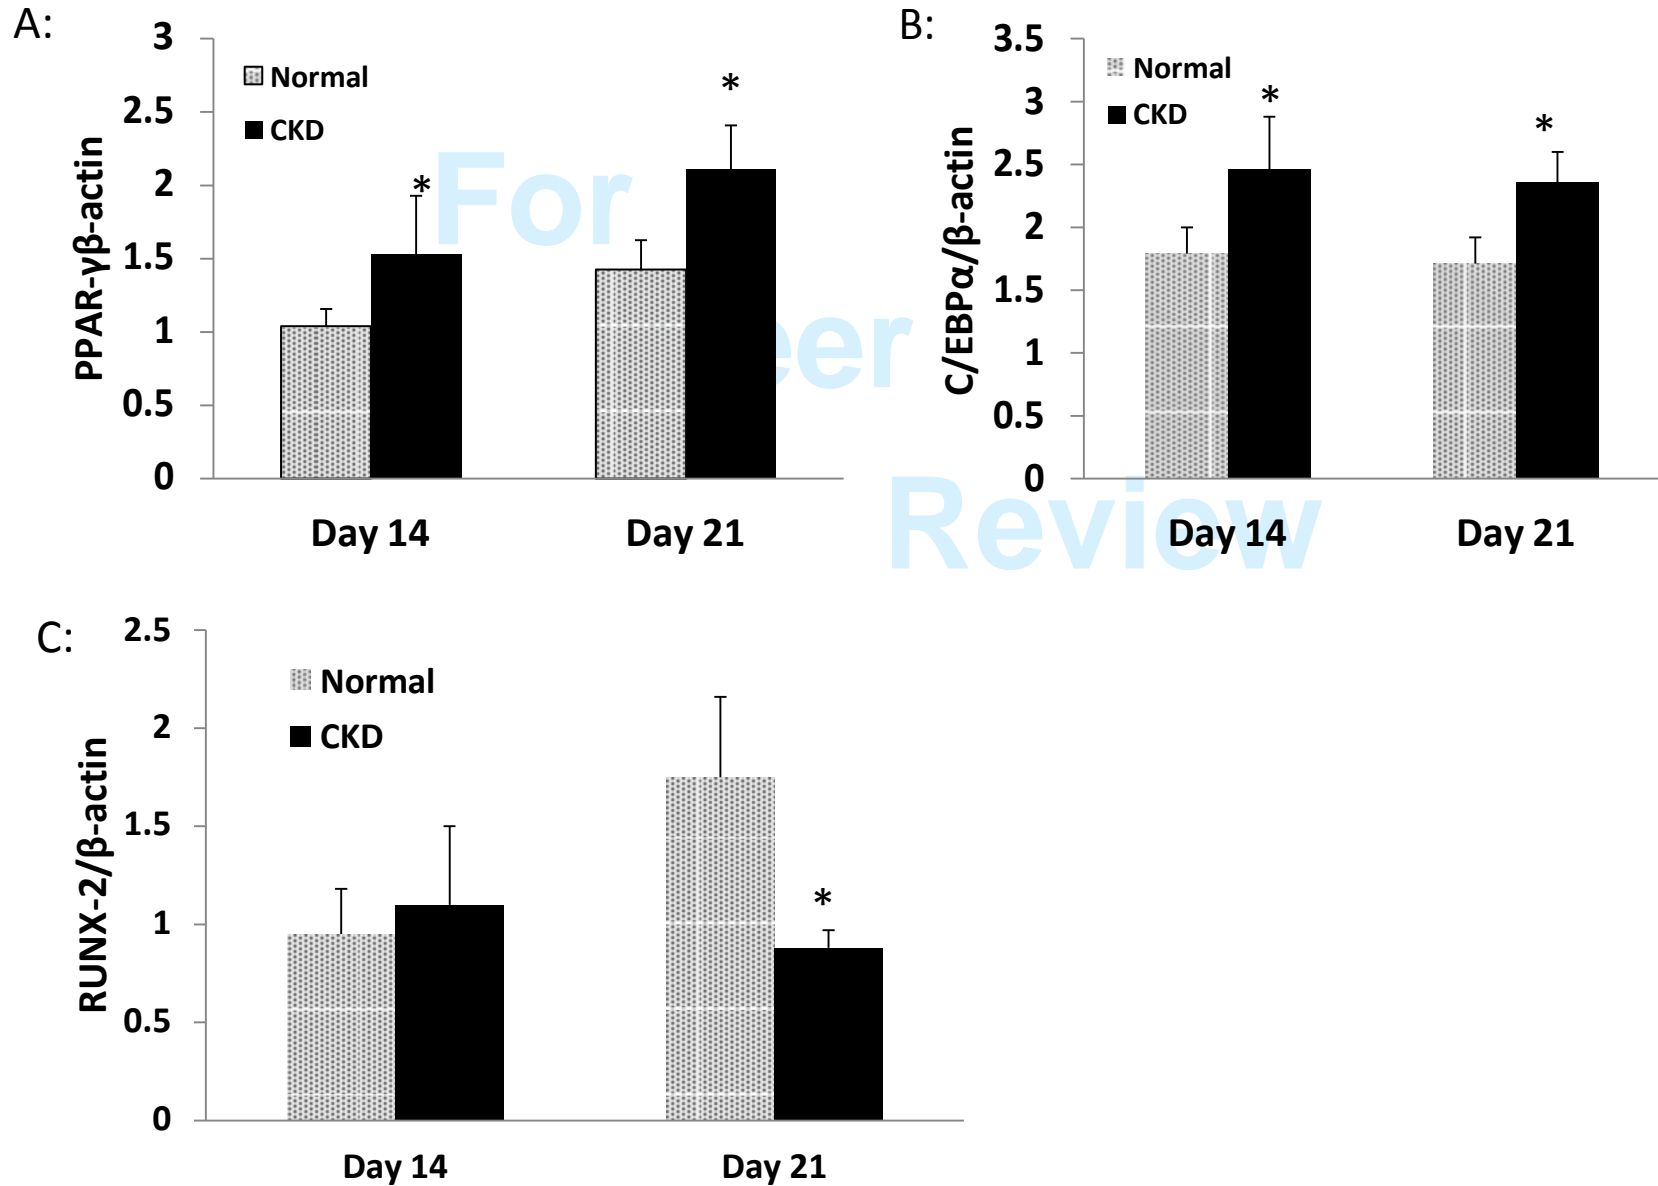 A:
3
2.5
2
1.5
1
0.5
0
PPAR-γβ-actin
Normal
CKD
*
*
Day 14
Day 21
B:
3.5
3
2.5
2
1.5
1
0.5
0
C/EBPα/β-actin
Normal
CKD
*
*
Day 14
Day 21
For
eer
Review
C:
2.5
2
1.5
1
0.5
0
RUNX-2/β-actin
Normal
CKD
*
Day 14
Day 21